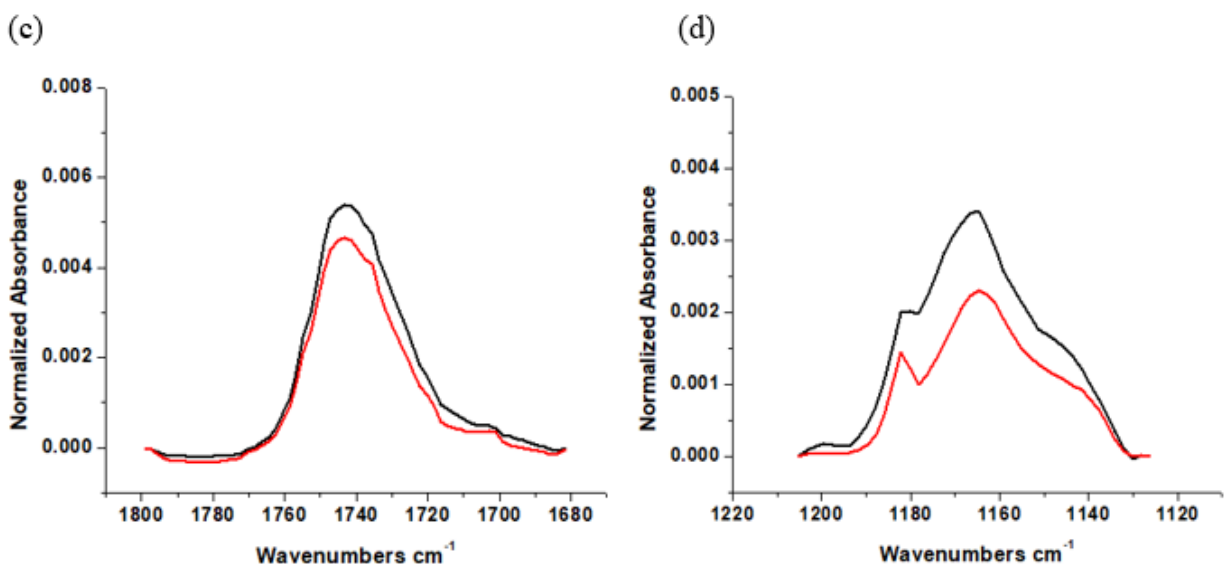 (c)
(d)
Normalized Absorbance
0.008
0.006
0.004
0.002
0.000
1800 1780 1760 1740 1720 1700 1680
Wavenumbers cm-1
Normalized Absorbance
0.005
0.004
0.003
0.002
0.001
0.000
1220 1200 1180 1160 1140 1120
Wavenumbers cm-1